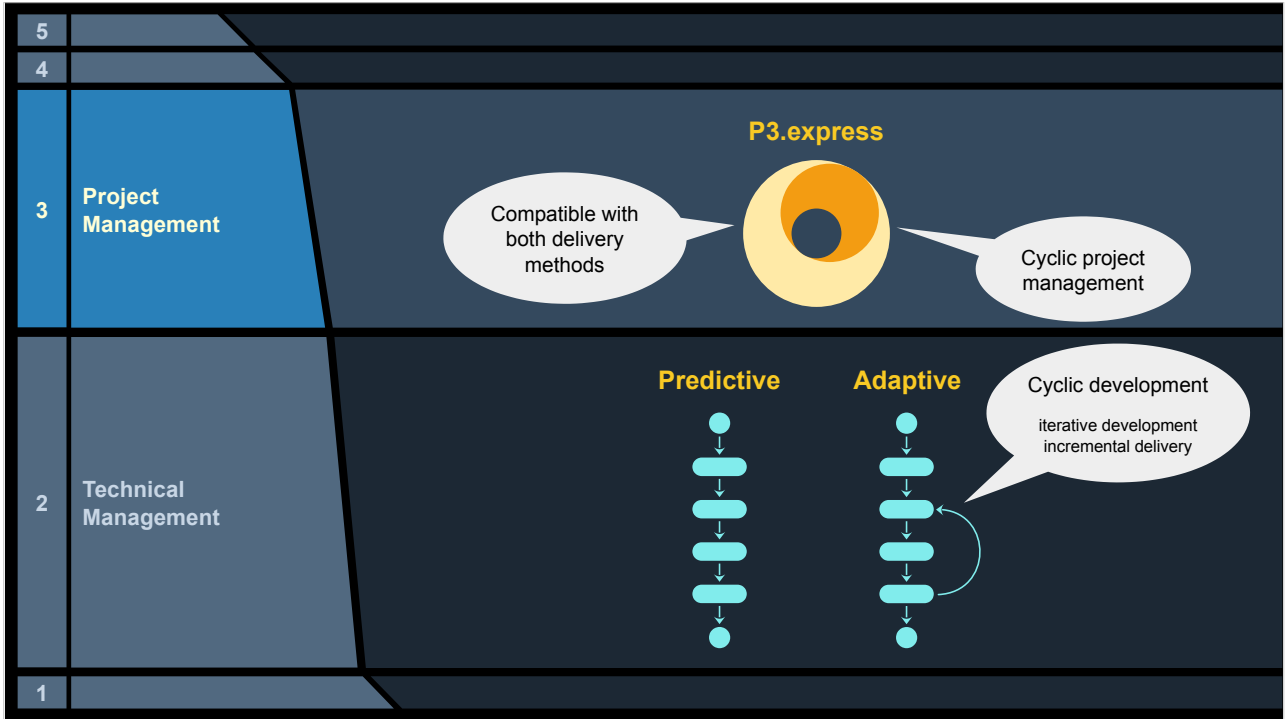 5
4
3
Project
Management
P3.express
Compatible with
both delivery
methods
Cyclic project
management
2
Technical
Management
Predictive
Adaptive
Cyclic development
iterative development
incremental delivery
1